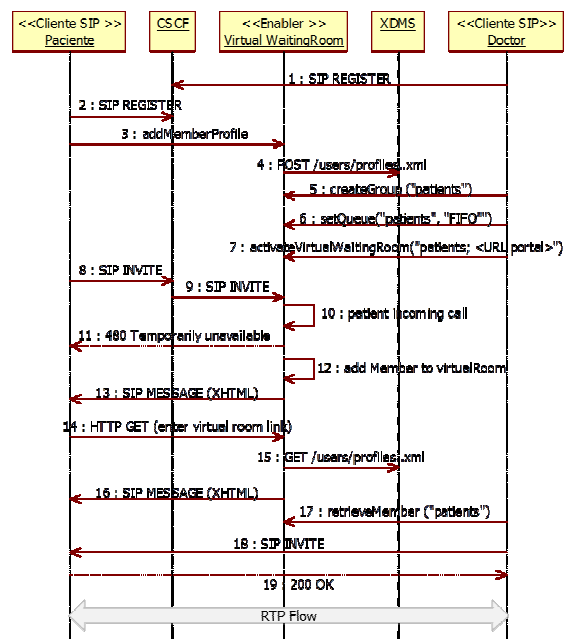 <<Cliente SIP >>
Paciente
CSCF
<<Enabler >>
Virtual WaitingRoom
XDMS
<<Cliente SIP>>
Doctor
1 : SIP REGISTER
2 : SIP REGISTER
3 : addMemberProfile
4 : POST /users/profiles..xml
5 : createGroup ("patients")
6 : setQueue("patients", "FIFO"")
7 : activateVirtualWaitingRoom("patients; <URL portal>")
8 : SIP INVITE
9 : SIP INVITE
10 : patient incoming call
11 : 480 Temporarily unavailable
12 : add Member to virtualRoom
13 : SIP MESSAGE (XHTML)
14 : HTTP GET (enter virtual room link)
15 : GET /users/profiles..xml
16 : SIP MESSAGE (XHTML)
17 : retrieveMember ("patients")
18 : SIP INVITE
19 : 200 OK
RTP Flow